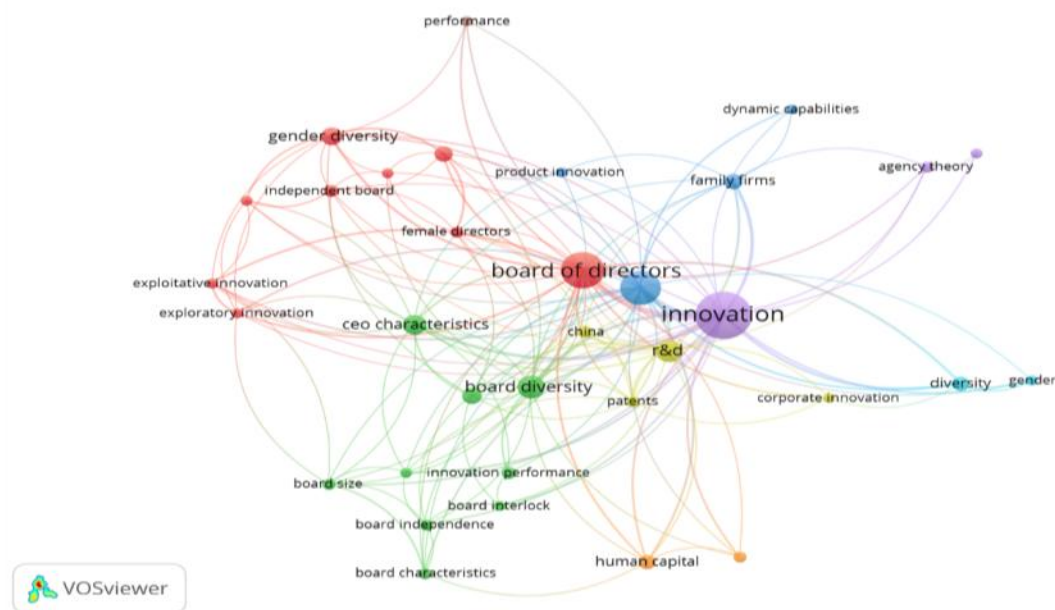 performance
dynamic capabilities
gender diversity
agency theory
product innovation
family firms
independent board
female directors
board of directors
exploitative innovation
exploratory innovation
innovation
ceo characteristics
china
r&d
board diversity
diversity
gender
patents
corporate innovation
innovation performance
board size
board interlock
board independence
human capital
board characteristics
VOSviewer